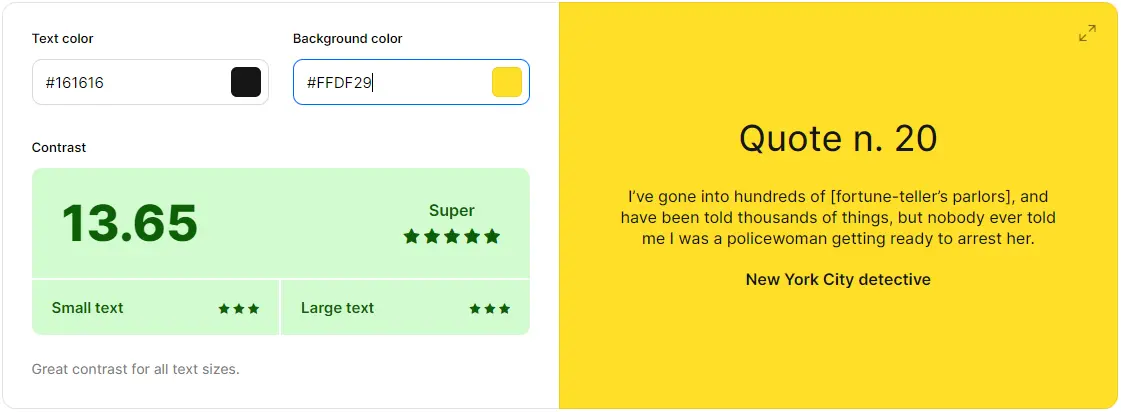 Text color
Background color
#161616
#FFDF29
Contrast
13.65
Super
Small text
Large text
Great contrast for all text sizes.
Quote n. 20
I’ve gone into hundreds of [fortune-teller’s parlors], and
have been told thousands of things, but nobody ever told
me I was a policewoman getting ready to arrest her.
New York City detective